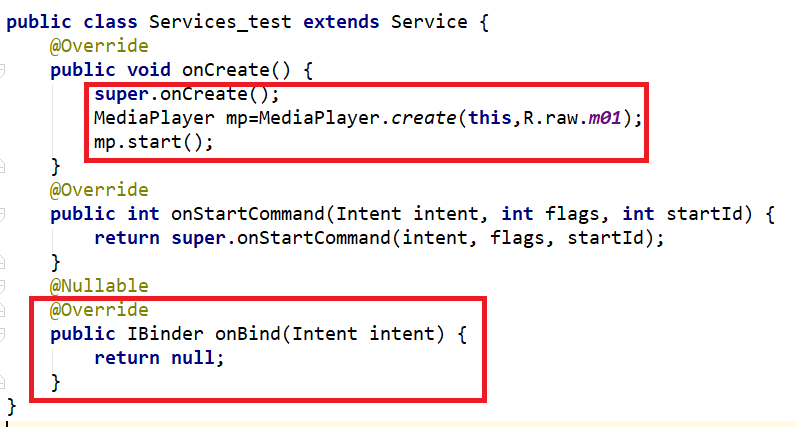 public class Services_test extends Service {
@Override
public void onCreate() {
super.onCreate();
MediaPlayer mp=MediaPlayer.create(this,R.raw.m01);
mp.start();
}
@Override
public int onStartCommand(Intent intent, int flags, int startId) {
return super.onStartCommand(intent, flags, startId);
}
@Nullable
@Override
public IBinder onBind(Intent intent) {
return null;
}
}